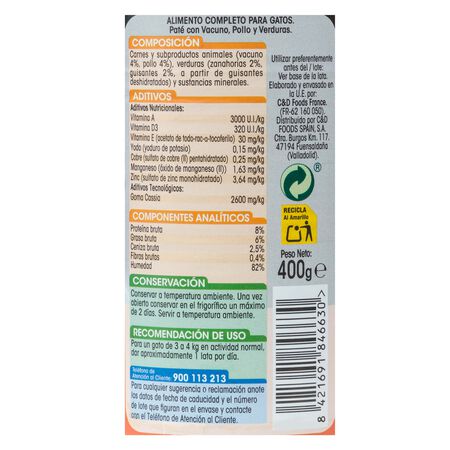 ALIMENTO COMPLETO PARA GATOS.
Paté con Vacuno, Pollo y Verduras.
COMPOSICIÓN
Carnes y subproductos animales (vacuno
4%, pollo 4%), verduras (zanahorias 2%,
guisantes 2%, a partir de guisantes
deshidratados) y sustancias minerales.
ADITIVOS
Aditivos Nutricionales:
Vitamina A 3000 U.I./kg
Vitamina D3 320 U.I./kg
Vitamina E (acetato de todo-rac-α-tocoferilo) 30 mg/kg
Yodo (yoduro de potasio) 0,15 mg/kg
Cobre (sulfato de cobre (II) pentahidratado) 0,25 mg/kg
Manganeso (óxido de manganeso (II)) 1,63 mg/kg
Zinc (sulfato de zinc monohidratado) 3,64 mg/kg
Aditivos Tecnológicos:
Goma Cassia 2600 mg/kg
COMPONENTES ANALÍTICOS
Proteína bruta 8%
Grasa bruta 6%
Ceniza bruta 2,5%
Fibras brutas 0,4%
Humedad 82%
CONSERVACIÓN
Conservar a temperatura ambiente. Una vez
abierto conservar en el frigorífico un máximo
de 2 días. Servir a temperatura ambiente.
RECOMENDACIÓN DE USO
Para un gato de 3 a 4 kg en actividad normal,
dar aproximadamente 1 lata por día.
Teléfono de
Atención al Cliente: 900 113 213
Para cualquier sugerencia o reclamación anote
los datos de fecha de caducidad y el número
de lote que figuran en el envase y contacte
con el Teléfono de Atención al Cliente.
Utilizar preferentemente
antes del / lote:
Ver base de la lata.
Elaborado y envasado en
la U.E. por:
C&D Foods France.
(FR-62 160 050)
Distribuido por C&D
FOODS SPAIN, S.A.
Ctra. Burgos Km. 117.
47194 Fuensaldaña
(Valladolid).
®
RECICLA
Al Amarillo
Peso Neto:
400g e
8 421691 846630 >